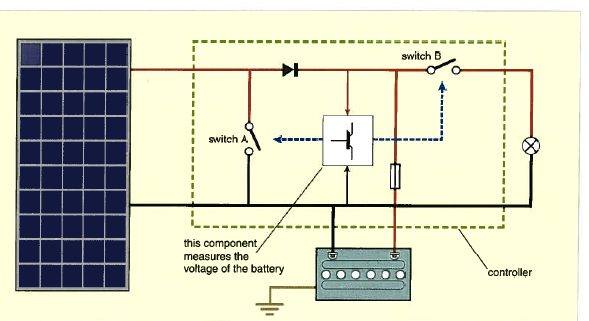 switch B
switch A
this component
measures the
voltage of the battery
controller